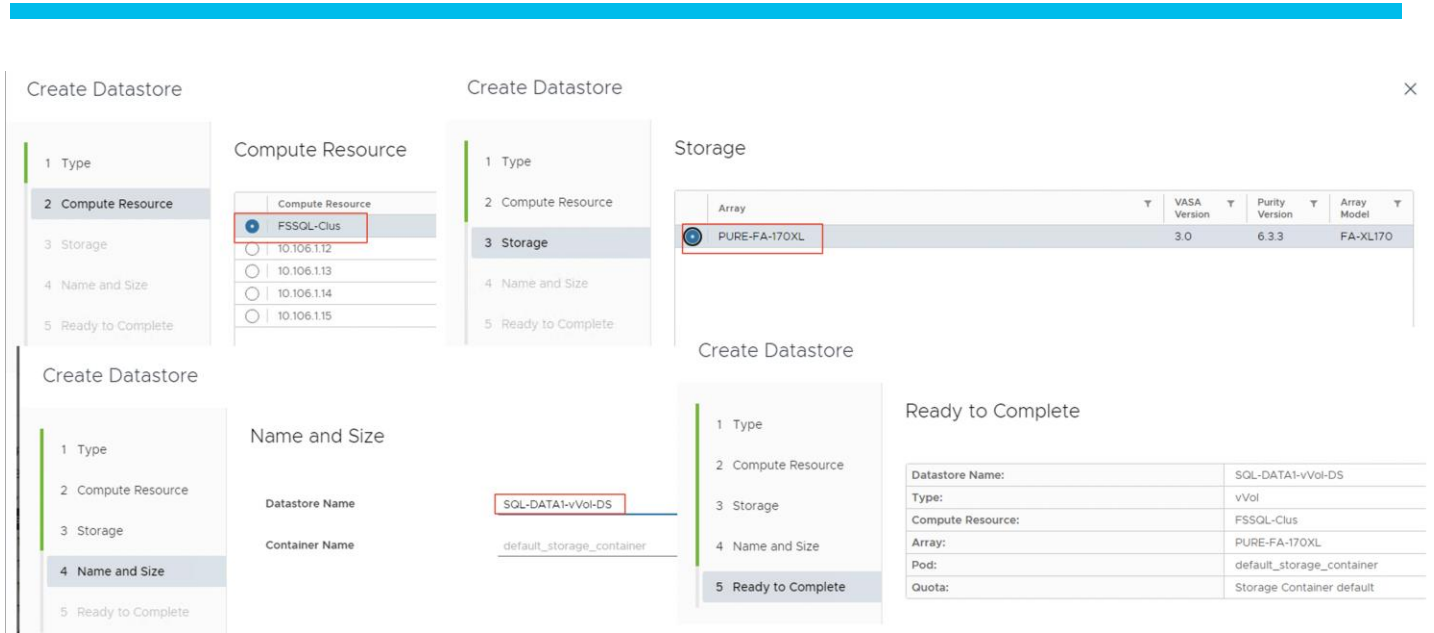 Create Datastore
1 Type
2 Compute Resource
3 Storage
4 Name and Size
5 Ready to Complete
Compute Resource
Compute Resource
FSSQL-Clus
10.106.1.12
10.106.1.13
10.106.1.14
10.106.1.15
Create Datastore
1 Type
2 Compute Resource
3 Storage
4 Name and Size
5 Ready to Complete
Storage
Array VASA Version Purity Version Array Model
PURE-FA-170XL 3.0 6.3.3 FA-XL170
Create Datastore
1 Type
2 Compute Resource
3 Storage
4 Name and Size
5 Ready to Complete
Name and Size
Datastore Name SQL-DATA1-vVol-DS
Container Name default_storage_container
Create Datastore
1 Type
2 Compute Resource
3 Storage
4 Name and Size
5 Ready to Complete
Ready to Complete
Datastore Name: SQL-DATA1-vVol-DS
Type: vVol
Compute Resource: FSSQL-Clus
Array: PURE-FA-170XL
Pod: default_storage_container
Quota: Storage Container default